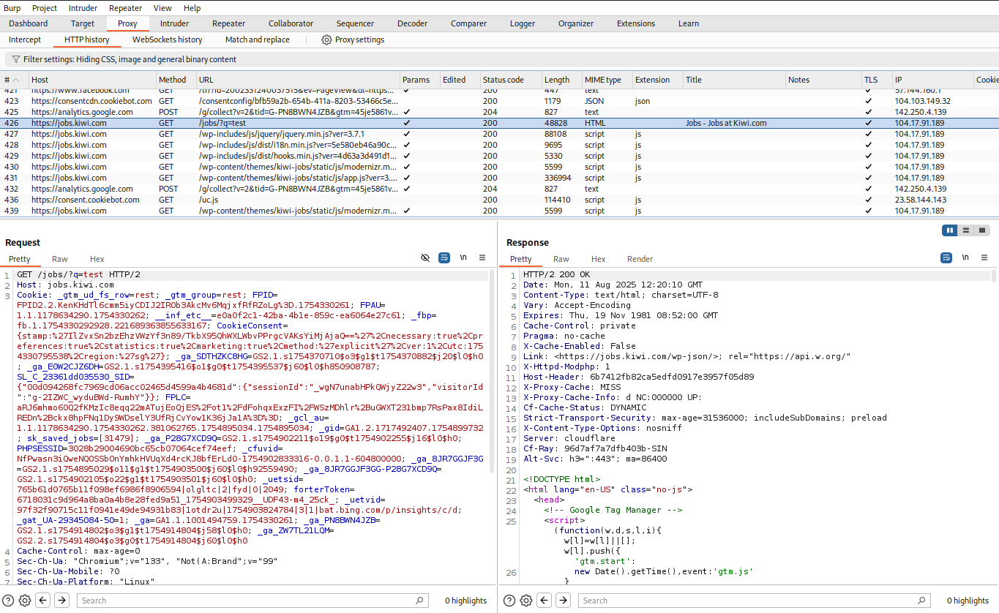 Burp Project Intruder Repeater View Help
Dashboard Target Proxy Intruder Repeater Collaborator Sequencer Decoder Comparer Logger Organizer Extensions Learn
Intercept HTTP history WebSockets history Match and replace Proxy settings
Filter settings: Hiding CSS, image and general binary content
# Host Method URL Params Edited Status code Length MIME type Extension Title Notes TLS IP Cookie
421 https://www.facebook.com GET /tr/?id=2002331240037515&ev=PageView&dl=https... ✓ 200 447 text ✓ 57.144.160.1
423 https://consentcdn.cookiebot.com GET /consentconfig/bfb59a2b-654b-411a-8203-53466c5e... 200 1179 JSON json ✓ 104.103.149.32
425 https://analytics.google.com POST /g/collect?v=2&tid=G-PN8BWN4JZB&gtm=45je5861v... ✓ 204 827 text ✓ 142.250.4.139
426 https://jobs.kiwi.com GET /jobs/?q=test ✓ 200 48828 HTML Jobs - Jobs at Kiwi.com ✓ 104.17.91.189
427 https://jobs.kiwi.com GET /wp-includes/js/jquery/jquery.min.js?ver=3.7.1 ✓ 200 88108 script js ✓ 104.17.91.189
428 https://jobs.kiwi.com GET /wp-includes/js/dist/i18n.min.js?ver=5e580eb46a90c... ✓ 200 9695 script js ✓ 104.17.91.189
429 https://jobs.kiwi.com GET /wp-includes/js/dist/hooks.min.js?ver=4d63a3d491d1... ✓ 200 5330 script js ✓ 104.17.91.189
430 https://jobs.kiwi.com GET /wp-content/themes/kiwi-jobs/static/js/modernizr.m... ✓ 200 5599 script js ✓ 104.17.91.189
431 https://jobs.kiwi.com GET /wp-content/themes/kiwi-jobs/static/js/app.js?ver=3.... ✓ 200 336994 script js ✓ 104.17.91.189
432 https://analytics.google.com POST /g/collect?v=2&tid=G-PN8BWN4JZB&gtm=45je5861v... ✓ 204 827 text ✓ 142.250.4.139
436 https://consent.cookiebot.com GET /uc.js 200 114410 script js ✓ 23.58.144.143
439 https://jobs.kiwi.com GET /wp-content/themes/kiwi-jobs/static/js/modernizr.m... ✓ 200 5599 script js ✓ 104.17.91.189
Request
Pretty Raw Hex \n
1 GET /jobs/?q=test HTTP/2
2 Host: jobs.kiwi.com
3 Cookie: _gtm_ud_fs_row=rest; _gtm_group=rest; FPID=
FPID2.2.KenKHdTl6cmm5iyCDIJ2IROb3AkcMv6MqjxfRfRZoLg%3D.1754330261; FPAU=
1.1.1178634290.1754330262; __inf_etc__=e0a0f2c1-42ba-4b1e-859c-ea6064e27c61; _fbp=
fb.1.1754330292928.221689363855633167; CookieConsent=
{stamp:%27IlZvxSn2bzEhzVWzYf3n89/TkbX95QhWXLWbvPPrgcVAKsYiMjAjaQ==%27%2Cnecessary:true%2Cpr
eferences:true%2Cstatistics:true%2Cmarketing:true%2Cmethod:%27explicit%27%2Cver:1%2Cutc:175
4330795538%2Cregion:%27sg%27}; _ga_SDTHZKC8HG=GS2.1.s1754370710$o3$g1$t1754370882$j20$l0$h0
; _ga_E0W2CJZ6DH=GS2.1.s1754395416$o1$g0$t1754395537$j60$l0$h850908787;
SL_C_23361dd035530_SID=
{"00d094268fc7969cd06acc02465d4599a4b4681d":{"sessionId":"_wgN7unabHPkQWjyZ22w3","visitorId
":"g-2IZWC_wyduBWd-RumhY"}}; FPLC=
aRJ6mhmo60Q2fKMzIc8eqq22mATujEoQjES%2Fot1%2FdFohqxExzFI%2FWSzMDhlr%2BuGWXT231bmp7RsPax8IdiL
REDn%2Bckx8hpFNq1Dy9WDselY3UfRjCvYow1K36jJa1A%3D%3D; _gcl_au=
1.1.1178634290.1754330262.381062765.1754895034.1754895034; _gid=GA1.2.1717492407.1754899732
; sk_saved_jobs=[31479]; _ga_P28G7XCD9Q=GS2.1.s1754902211$o19$g0$t1754902255$j16$l0$h0;
PHPSESSID=3028b29004690bc65cb07064cef74eef; _cfuvid=
NfPwasn3iQweNQOSSbOnYmhkHVUqXd4rcKJ8bfErLd0-1754902833316-0.0.1.1-604800000; _ga_8JR7GGJF3G
=GS2.1.s1754895029$o11$g1$t1754903500$j60$l0$h92559490; _ga_8JR7GGJF3GG-P28G7XCD9Q=
GS2.1.s1754902105$o22$g1$t1754903501$j60$l0$h0; _uetsid=
765b61d0765b11f098ef6986f8906594|olgltc|2|fyd|0|2049; forterToken=
6718031c9d964a8ba0a4b8e28fed9a51_1754903499329__UDF43-m4_25ck_; _uetvid=
97f32f90715c11f0941e49de94931b83|1otdr2u|1754903824784|3|1|bat.bing.com/p/insights/c/d;
_gat_UA-29345084-50=1; _ga=GA1.1.1001494759.1754330261; _ga_PN8BWN4JZB=
GS2.1.s1754914802$o3$g1$t1754914804$j58$l0$h0; _ga_ZW7TL21LQM=
GS2.2.s1754914804$o3$g0$t1754914804$j60$l0$h0
4 Cache-Control: max-age=0
5 Sec-Ch-Ua: "Chromium";v="133", "Not(A:Brand";v="99"
6 Sec-Ch-Ua-Mobile: ?0
7 Sec-Ch-Ua-Platform: "Linux"
Search 0 highlights
Response
Pretty Raw Hex Render \n
1 HTTP/2 200 OK
2 Date: Mon, 11 Aug 2025 12:20:10 GMT
3 Content-Type: text/html; charset=UTF-8
4 Vary: Accept-Encoding
5 Expires: Thu, 19 Nov 1981 08:52:00 GMT
6 Cache-Control: private
7 Pragma: no-cache
8 X-Cache-Enabled: False
9 Link: <https://jobs.kiwi.com/wp-json/>; rel="https://api.w.org/"
10 X-Httpd-Modphp: 1
11 Host-Header: 6b7412fb82ca5edfd0917e3957f05d89
12 X-Proxy-Cache: MISS
13 X-Proxy-Cache-Info: d NC:000000 UP:
14 Cf-Cache-Status: DYNAMIC
15 Strict-Transport-Security: max-age=31536000; includeSubDomains; preload
16 X-Content-Type-Options: nosniff
17 Server: cloudflare
18 Cf-Ray: 96d7af7a7dfb403b-SIN
19 Alt-Svc: h3=":443"; ma=86400
20
21 <!DOCTYPE html>
22 <html lang="en-US" class="no-js">
23 <head>
24 <!-- Google Tag Manager -->
25 <script>
(function(w,d,s,l,i){
w[l]=w[l]||[];
w[l].push({
'gtm.start':
26 new Date().getTime(),event:'gtm.js'
}
Search 0 highlights